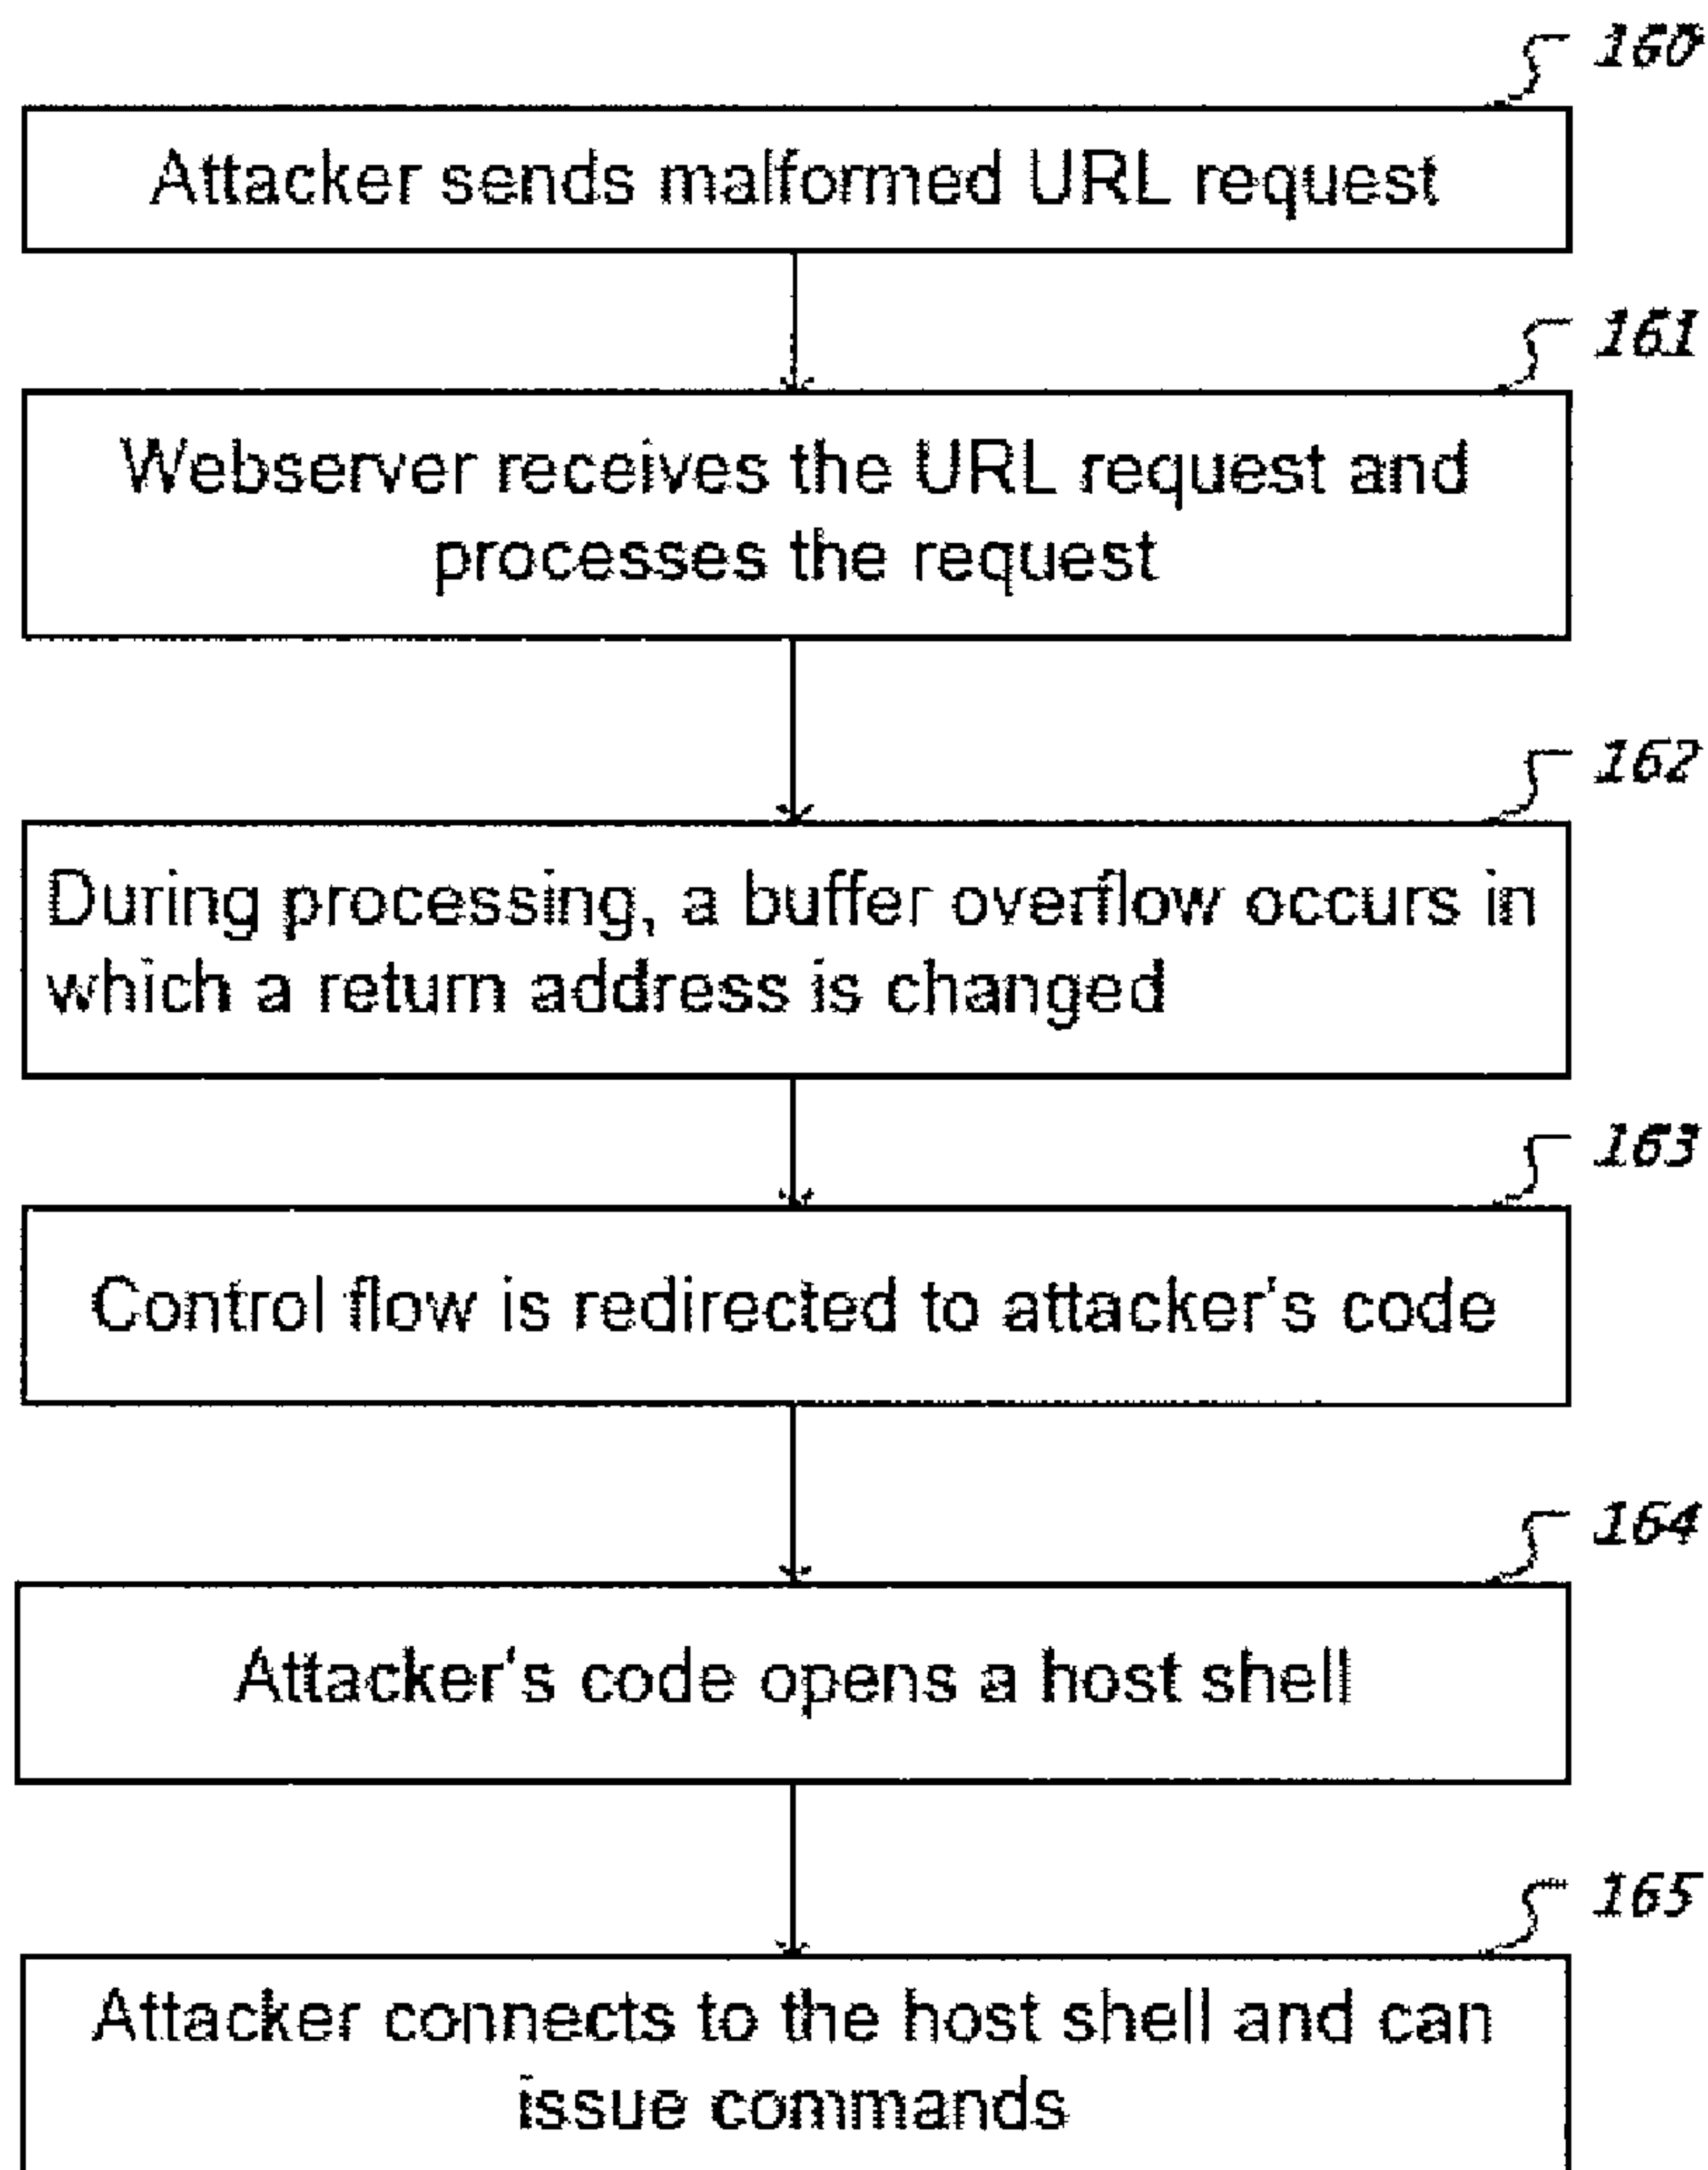 160
Attacker sends malformed URL request
161
Webserver receives the URL request and
processes the request
162
During processing, a buffer overflow occurs in
which a return address is changed
163
Control flow is redirected to attacker's code
164
Attacker's code opens a host shell
165
Attacker connects to the host shell and can
issue commands